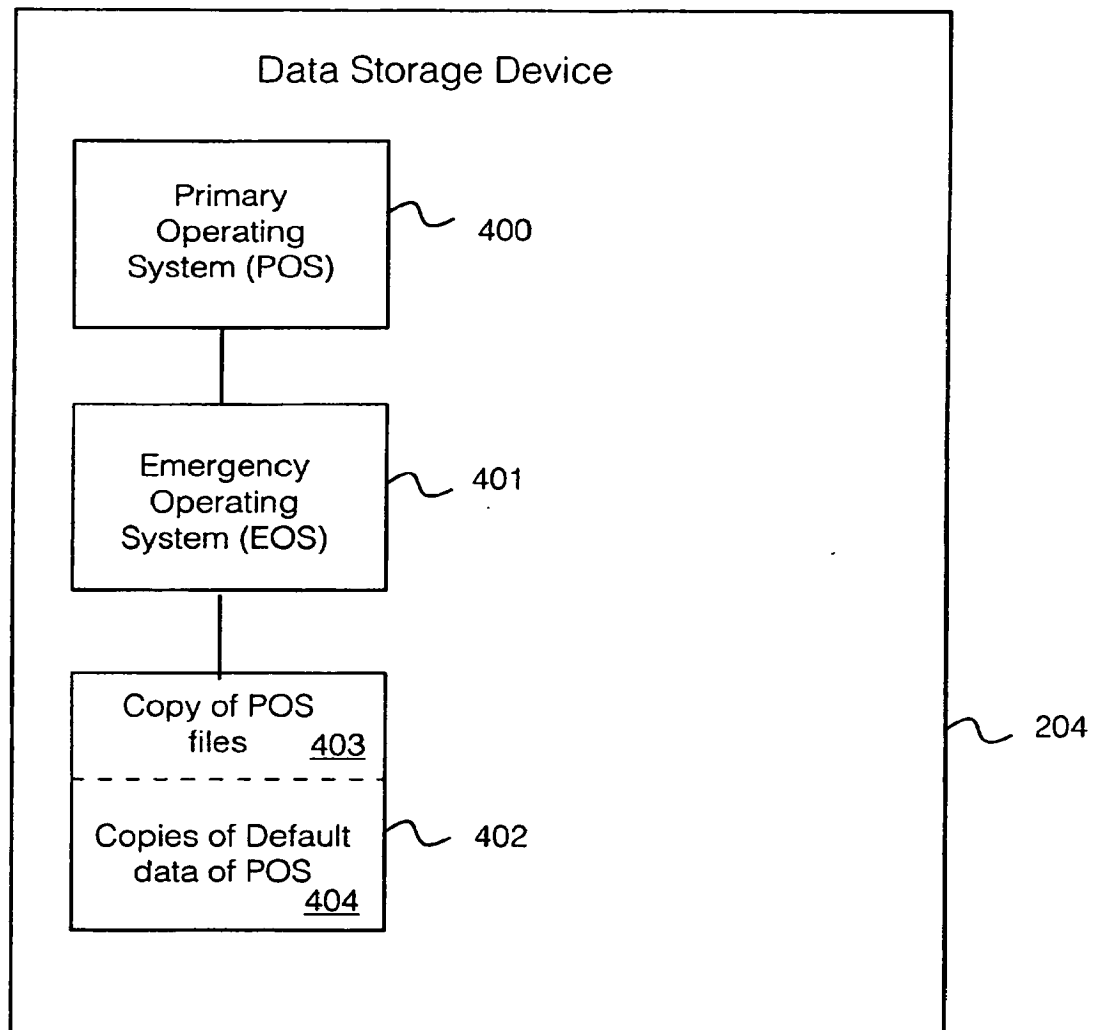 Data Storage Device
Primary
Operating
System (POS)
400
Emergency
Operating
System (EOS)
401
Copy of POS
files 403
204
Copies of Default
data of POS
404
402